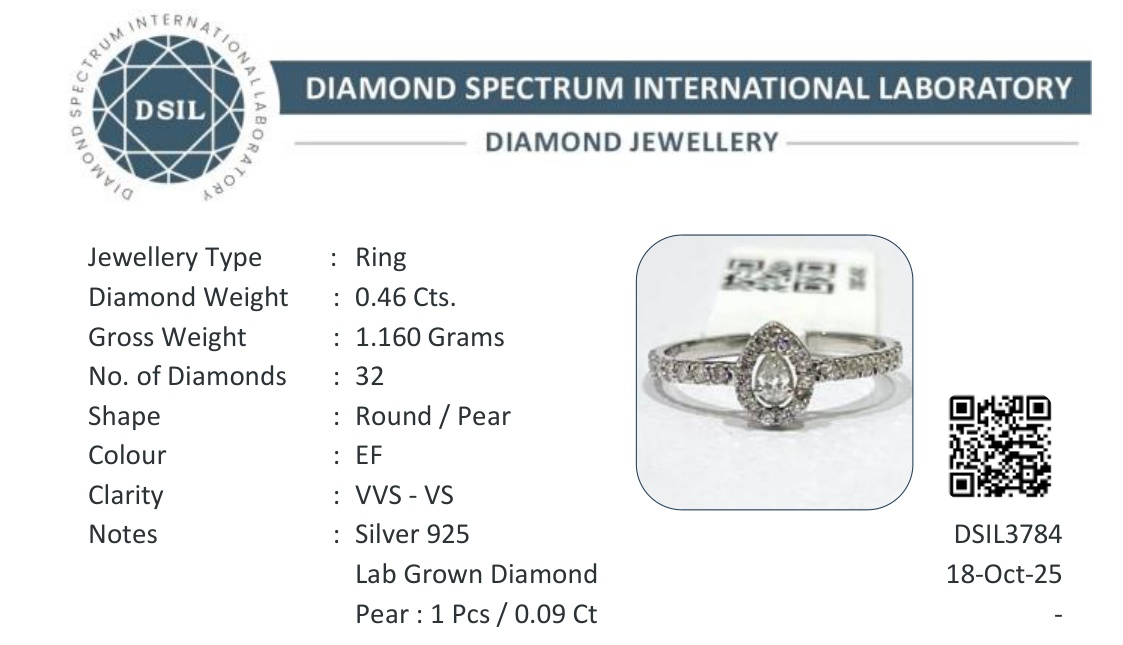 DIAMOND SPECTRUM INTERNATIONAL LABORATORY
DSIL
DIAMOND SPECTRUM INTERNATIONAL LABORATORY
DIAMOND JEWELLERY
Jewellery Type : Ring
Diamond Weight : 0.46 Cts.
Gross Weight : 1.160 Grams
No. of Diamonds : 32
Shape : Round / Pear
Colour : EF
Clarity : VVS - VS
Notes : Silver 925
DSIL3784
Lab Grown Diamond
18-Oct-25
Pear : 1 Pcs / 0.09 Ct
-